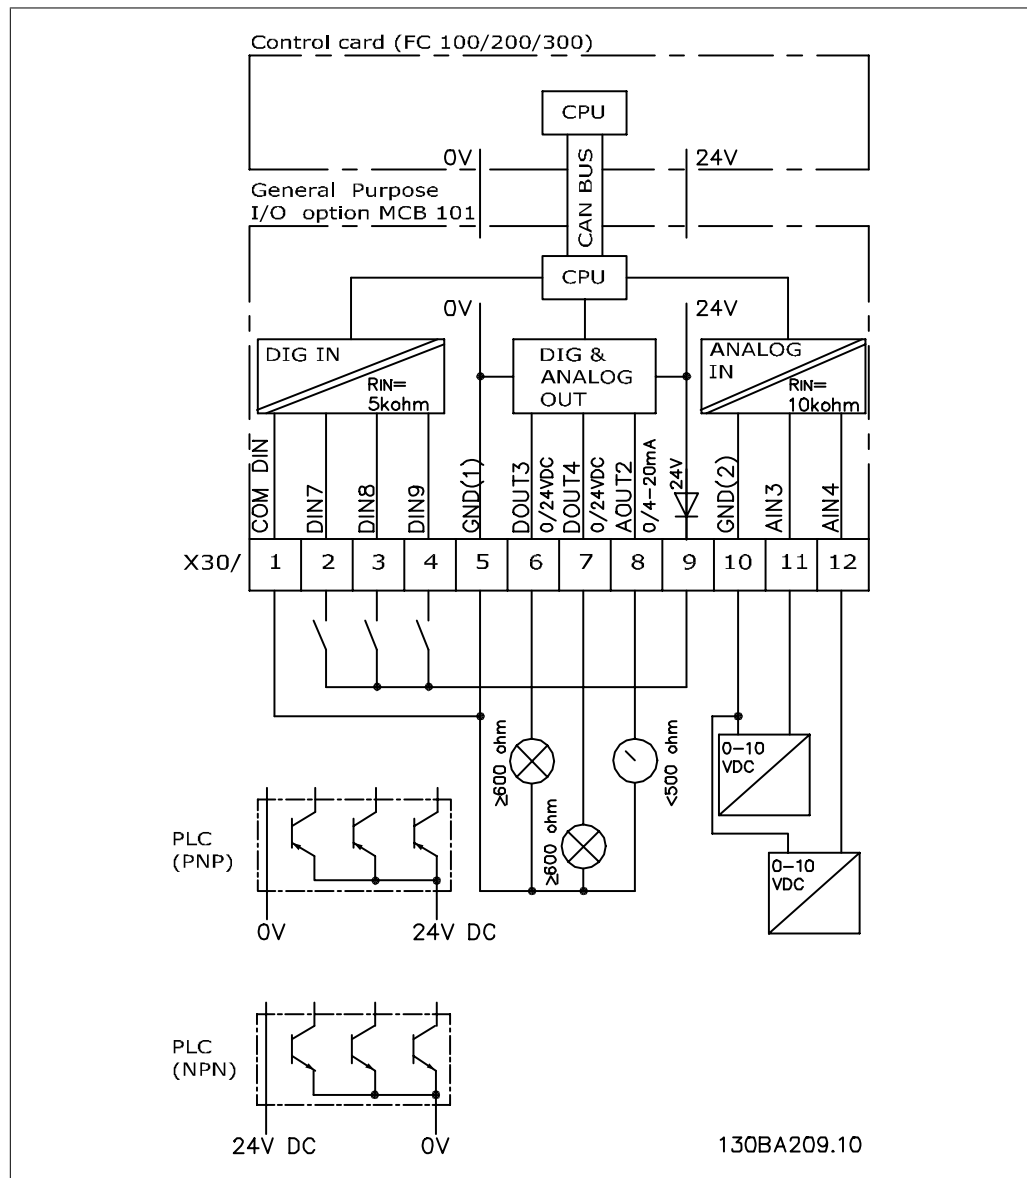 Control card (FC 100/200/300)
CPU
0V
24V
CAN BUS
General Purpose
I/O option MCB 101
CPU
0V
24V
DIG IN
RIN=
5kohm
DIG &
ANALOG
OUT
ANALOG
IN
RIN=
10kohm
COM DIN
DIN7
DIN8
DIN9
GND(1)
DOUT3
0/24VDC
DOUT4
0/24VDC
AOUT2
0/4-20mA
24V
GND(2)
AIN3
AIN4
X30/ 1 2 3 4 5 6 7 8 9 10 11 12
≥600 ohm
<500 ohm
≥600 ohm
0-10
VDC
0-10
VDC
PLC
(PNP)
0V
24V DC
PLC
(NPN)
24V DC
0V
130BA209.10